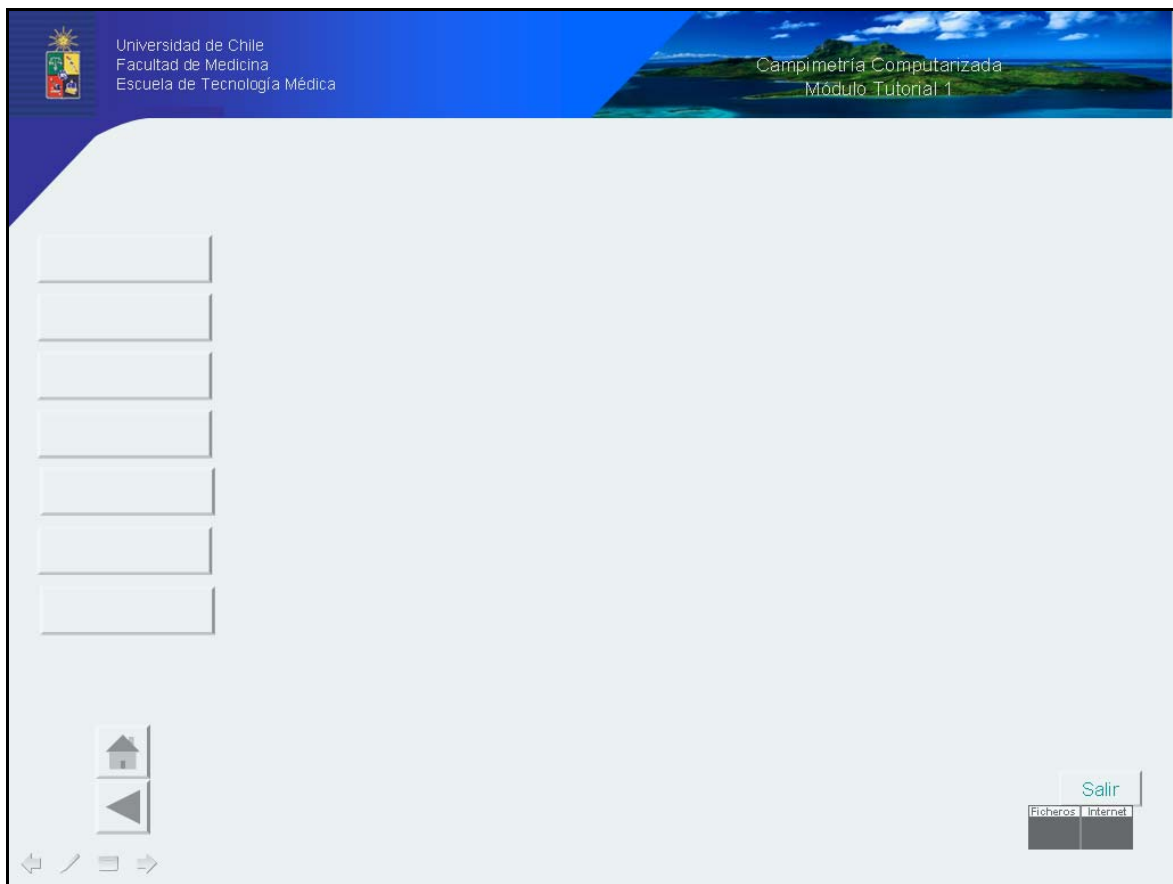 Universidad de Chile
Facultad de Medicina
Escuela de Tecnología Médica
Campimetría Computarizada
Módulo Tutorial 1
Salir
Ficheros Internet